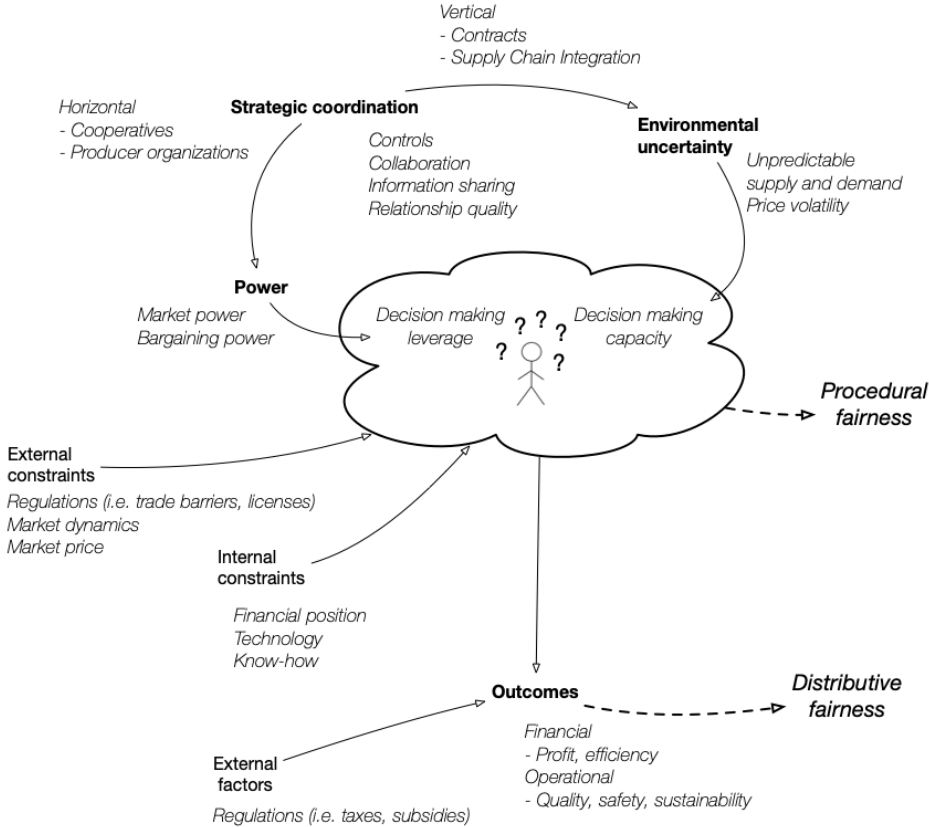 Vertical
- Contracts
- Supply Chain Integration
Horizontal
- Cooperatives
- Producer organizations
Strategic coordination
Controls
Collaboration
Information sharing
Relationship quality
Environmental
uncertainty
Unpredictable
supply and demand
Price volatility
Power
Market power
Bargaining power
Decision making
leverage
? ? ? ? ?
Decision making
capacity
Procedural
fairness
External
constraints
Regulations (i.e. trade barriers, licenses)
Market dynamics
Market price
Internal
constraints
Financial position
Technology
Know-how
Outcomes
Distributive
fairness
Financial
- Profit, efficiency
Operational
- Quality, safety, sustainability
External
factors
Regulations (i.e. taxes, subsidies)